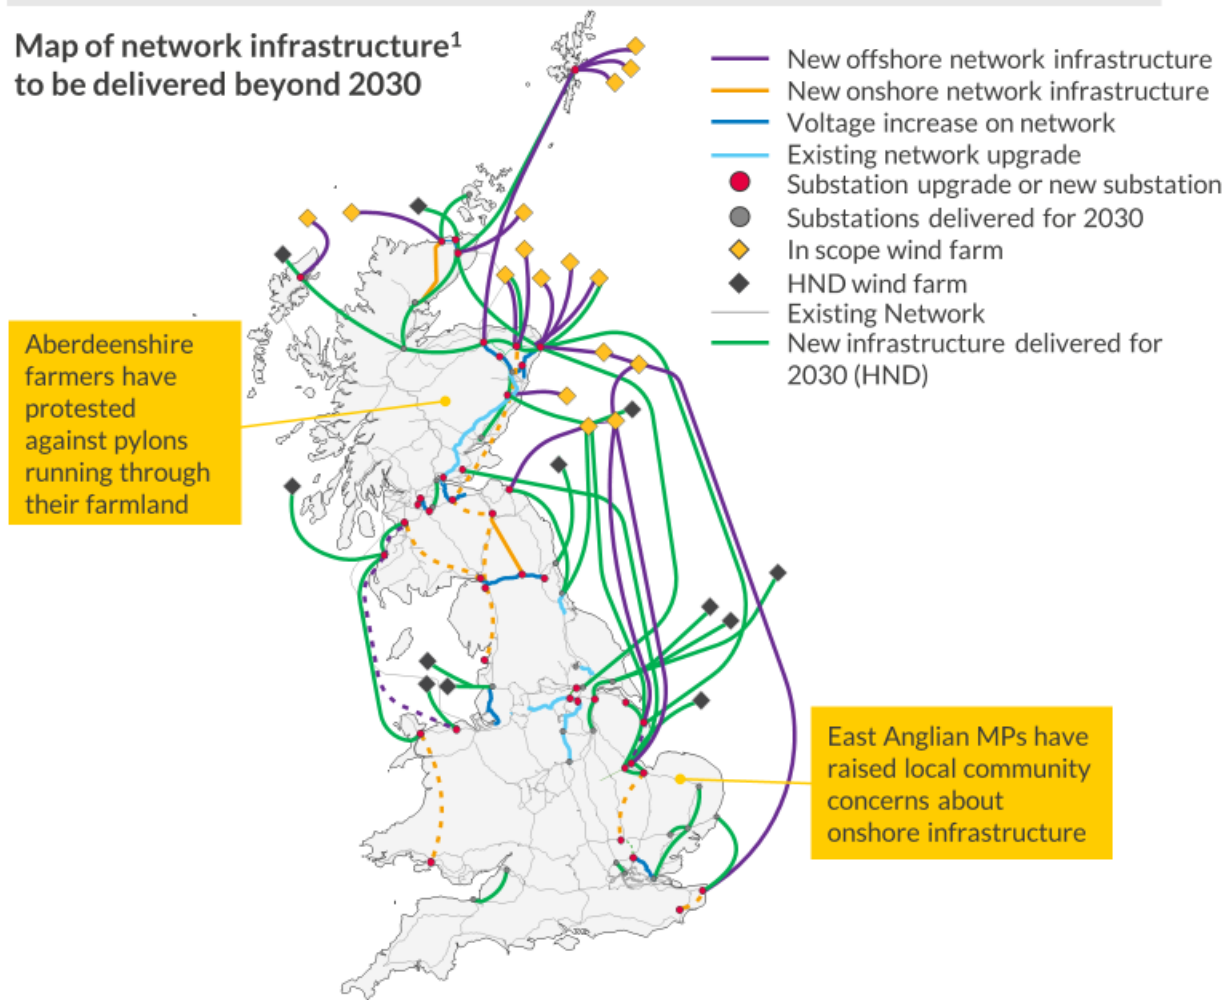 Map of network infrastructure¹
to be delivered beyond 2030
New offshore network infrastructure
New onshore network infrastructure
Voltage increase on network
Existing network upgrade
Substation upgrade or new substation
Substations delivered for 2030
In scope wind farm
HND wind farm
Existing Network
New infrastructure delivered for
2030 (HND)
Aberdeenshire
farmers have
protested
against pylons
running through
their farmland
East Anglian MPs have
raised local community
concerns about
onshore infrastructure